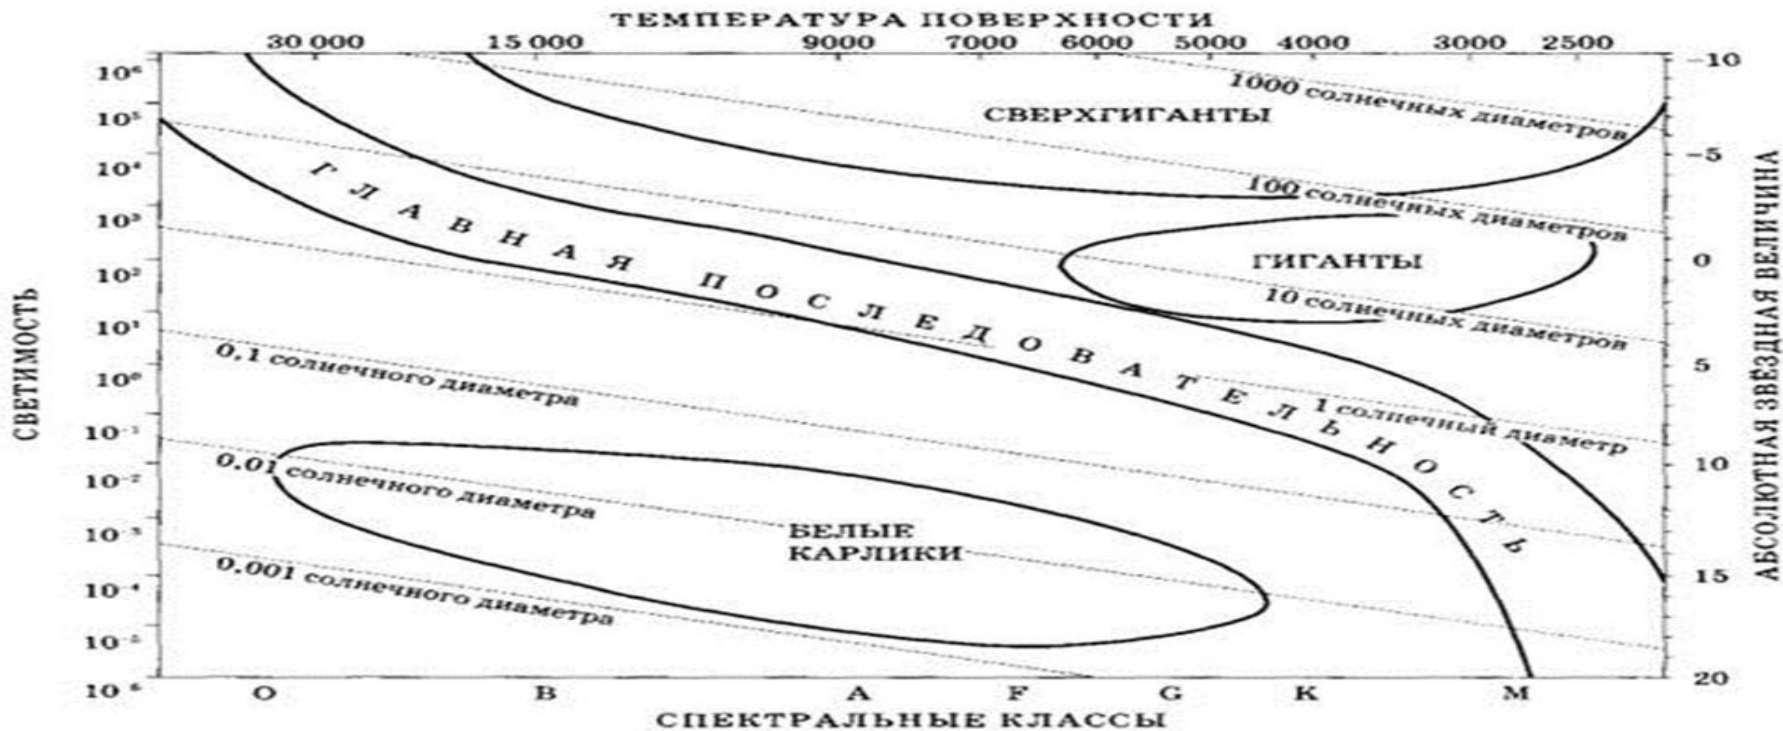 ТЕМПЕРАТУРА ПОВЕРХНОСТИ
30 000 15 000 9000 7000 6000 5000 4000 3000 2500
СВЕТИМОСТЬ
10⁶
10⁵
10⁴
10³
10²
10¹
10⁰
10⁻¹
10⁻²
10⁻³
10⁻⁴
10⁻⁵
1000 солнечных диаметров
СВЕРХГИГАНТЫ
100 солнечных диаметров
ГИГАНТЫ
10 солнечных диаметров
ГЛАВНАЯ ПОСЛЕДОВАТЕЛЬНОСТЬ
1 солнечный диаметр
0,1 солнечного диаметра
0,01 солнечного диаметра
БЕЛЫЕ
КАРЛИКИ
0,001 солнечного диаметра
-10
-5
0
5
10
15
20
АБСОЛЮТНАЯ ЗВЁЗДНАЯ ВЕЛИЧИНА
O B A F G K M
СПЕКТРАЛЬНЫЕ КЛАССЫ